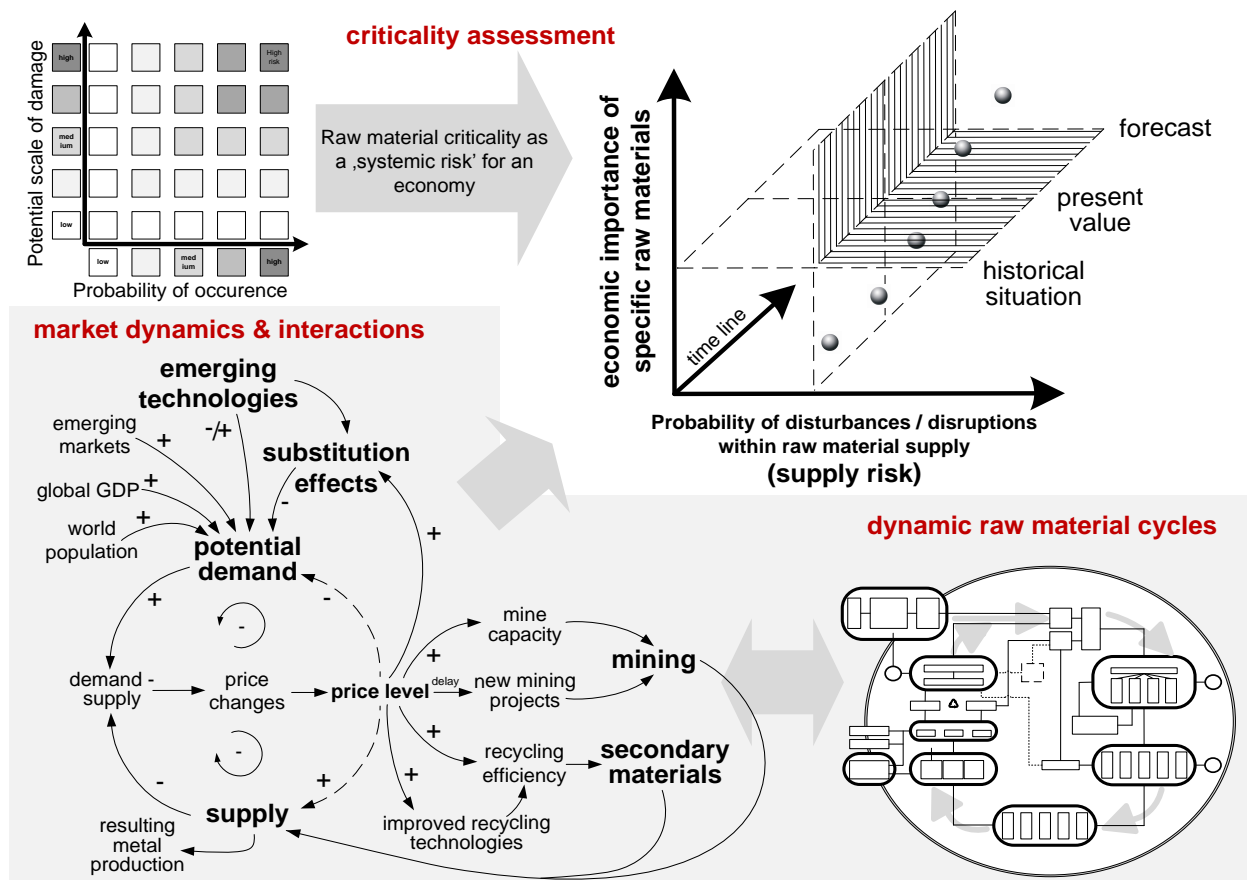 criticality assessment
Potential scale of damage
high
High
risk
med
ium
low
low
med
ium
high
Probability of occurence
Raw material criticality as
a ‚systemic risk’ for an
economy
economic importance of
specific raw materials
forecast
present
value
historical
situation
time line
Probability of disturbances / disruptions
within raw material supply
(supply risk)
market dynamics & interactions
emerging
technologies
emerging
markets
+
-/+
substitution
effects
global GDP
+
-
world
population
+
potential
demand
+
+
-
-
mine
capacity
mining
demand -
supply
price
changes
price level
delay
new mining
projects
+
-
+
recycling
efficiency
secondary
materials
-
+
+
supply
improved recycling
technologies
resulting
metal
production
dynamic raw material cycles